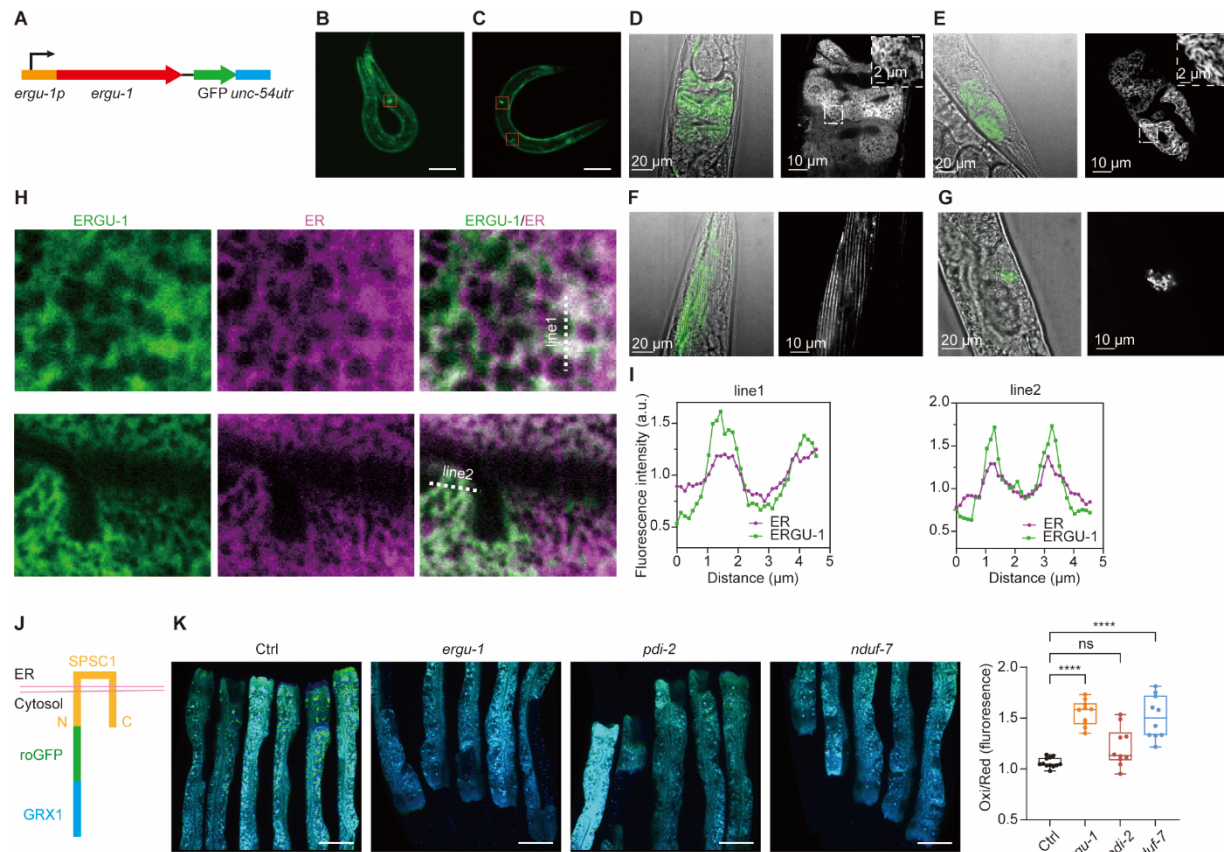 A
ergu-1p ergu-1 GFP unc-54utr
B
C
D
20 µm
10 µm
2 µm
E
20 µm
10 µm
2 µm
H
ERGU-1
ER
ERGU-1/ER
line1
line2
F
20 µm
10 µm
G
20 µm
10 µm
I
line1
Fluorescence intensity (a.u.)
1.5
1.0
0.5
ER
ERGU-1
0 1 2 3 4 5
Distance (µm)
line2
2.0
1.5
1.0
0.5
ER
ERGU-1
0 1 2 3 4 5
Distance (µm)
J
SPSC1
ER
Cytosol
N C
roGFP
GRX1
K
Ctrl
ergu-1
pdi-2
nduf-7
****
ns
****
Oxi/Red (fluroresence)
2.0
1.5
1.0
0.5
Ctrl